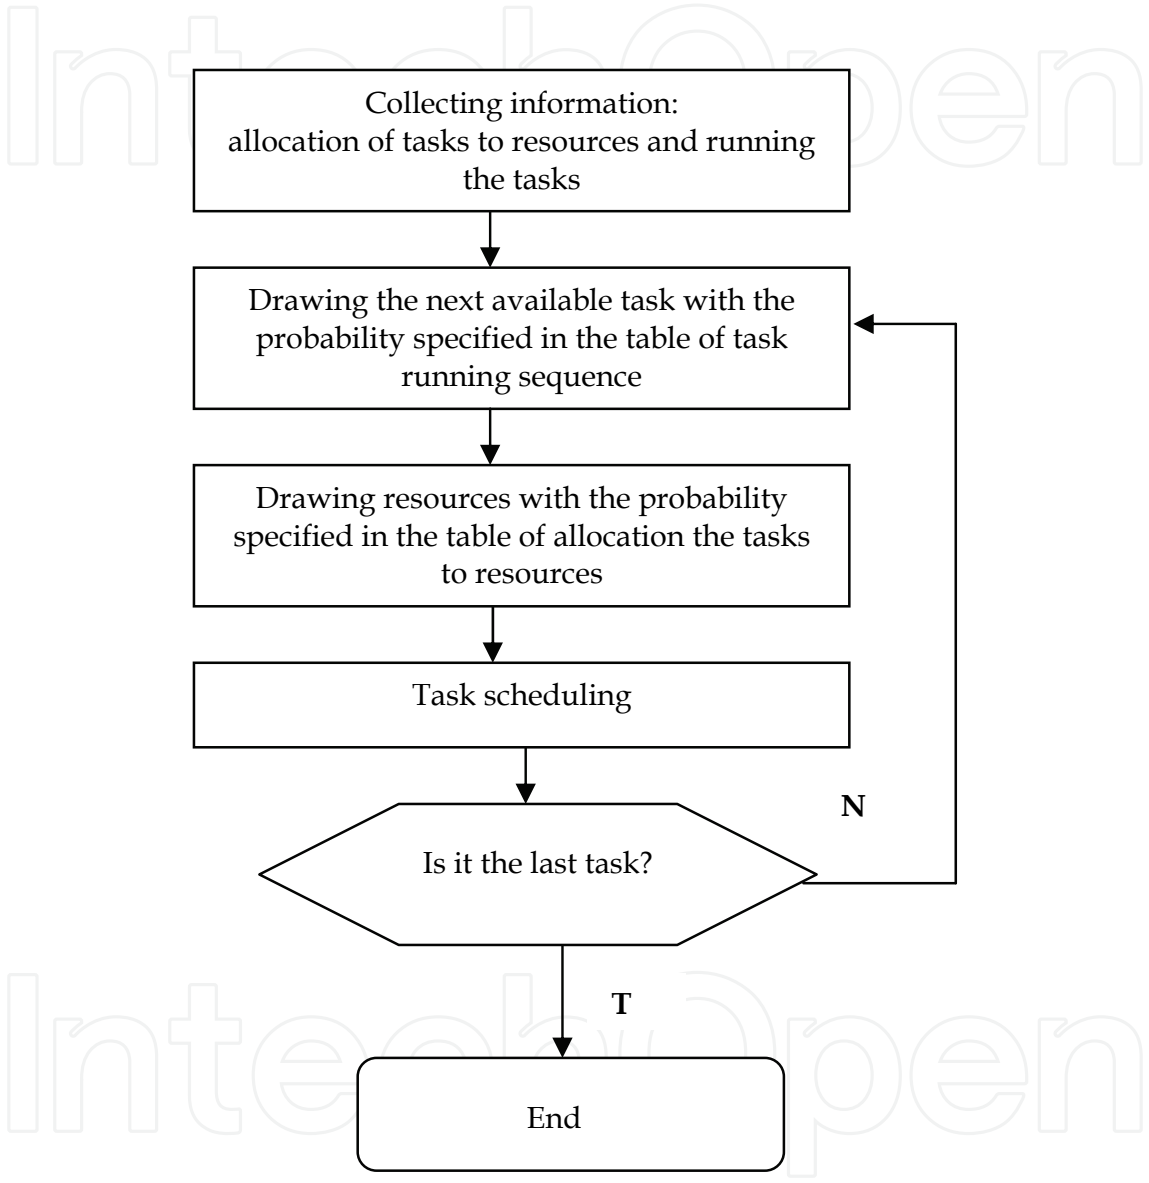 IntechOpen
Collecting information:
allocation of tasks to resources and running
the tasks
Drawing the next available task with the
probability specified in the table of task
running sequence
Drawing resources with the probability
specified in the table of allocation the tasks
to resources
Task scheduling
N
Is it the last task?
T
IntechOpen
End